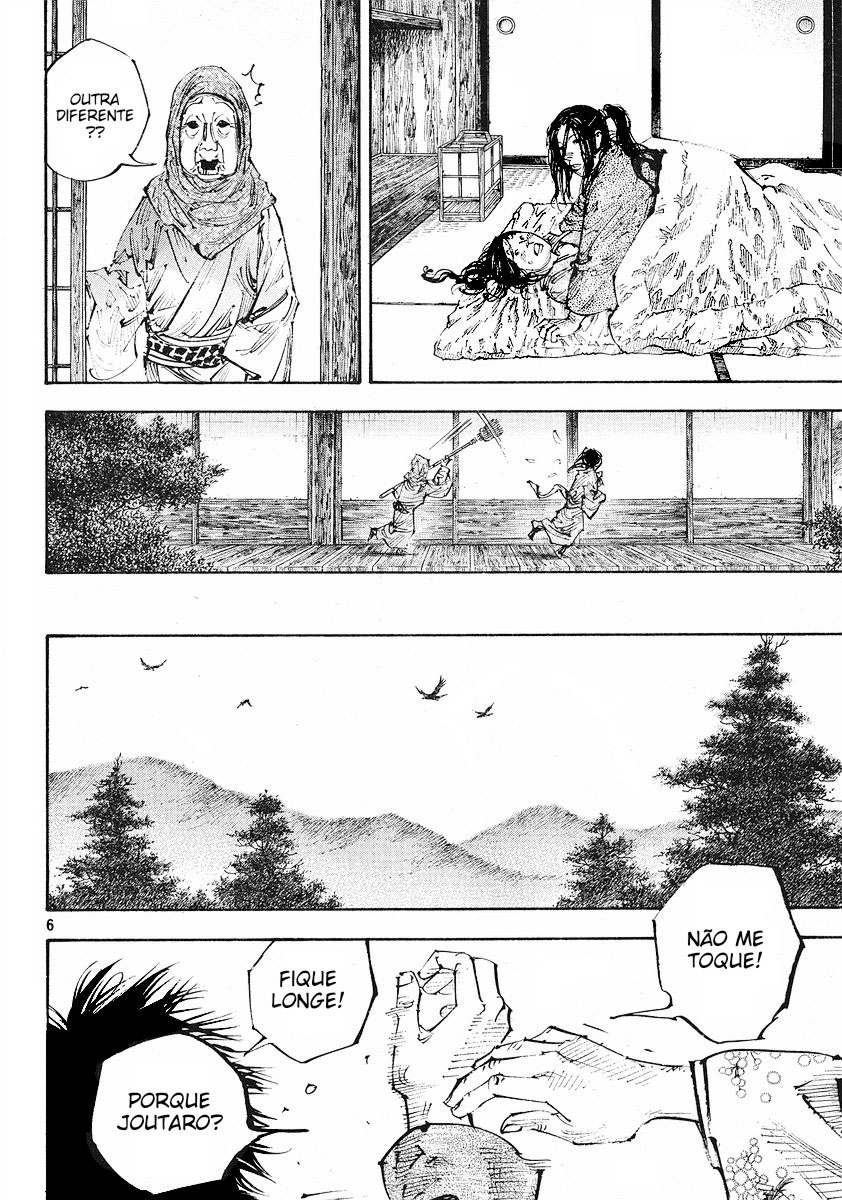 OUTRA
DIFERENTE
??
6
NÃO ME
TOQUE!
FIQUE
LONGE!
PORQUE
JOUTARO?